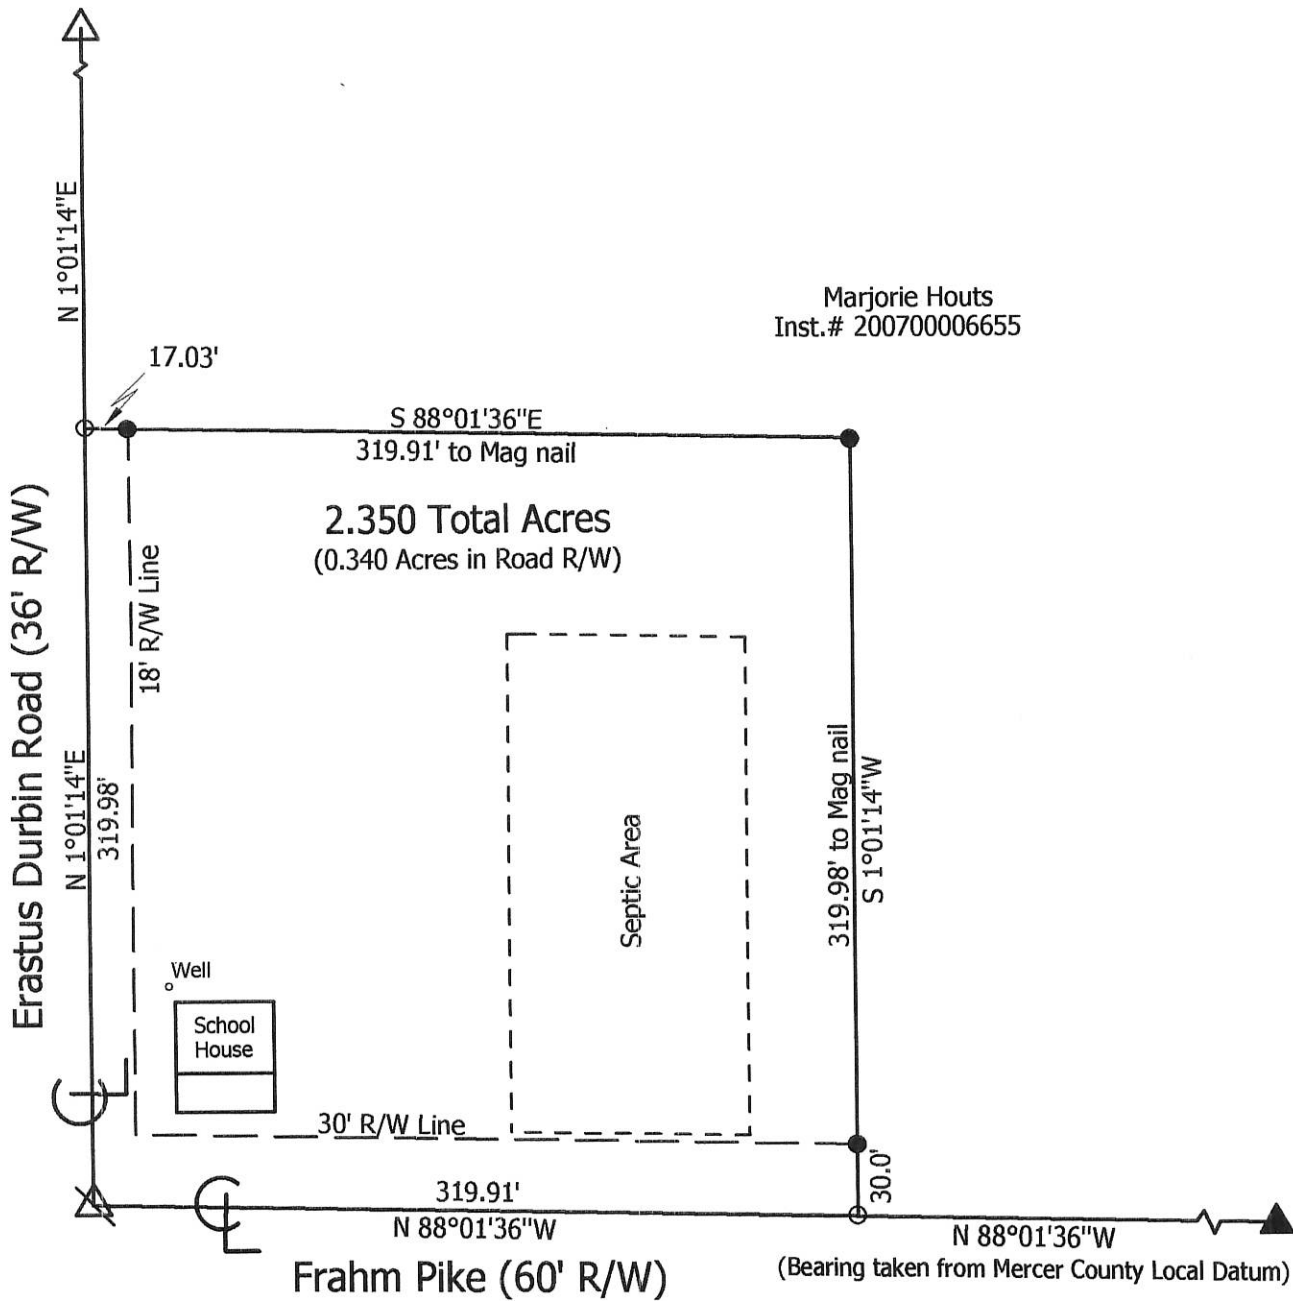 N 1°01'14"E
Marjorie Houts
Inst.# 200700006655
17.03'
S 88°01'36"E
319.91' to Mag nail
2.350 Total Acres
(0.340 Acres in Road R/W)
Erastus Durbin Road (36' R/W)
18' R/W Line
N 1°01'14"E
319.98'
Septic Area
319.98' to Mag nail
S 1°01'14"W
Well
School
House
30' R/W Line
30.0'
CL
319.91'
CL
N 88°01'36"W
N 88°01'36"W
Frahm Pike (60' R/W)
(Bearing taken from Mercer County Local Datum)